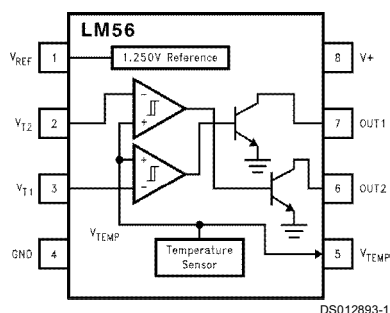 LM56
VREF 1
1.250V Reference
8 V+
VT2 2
7 OUT1
VT1 3
6 OUT2
GND 4
VTEMP
Temperature
Sensor
5 VTEMP
- +
+ -
DS012893-1